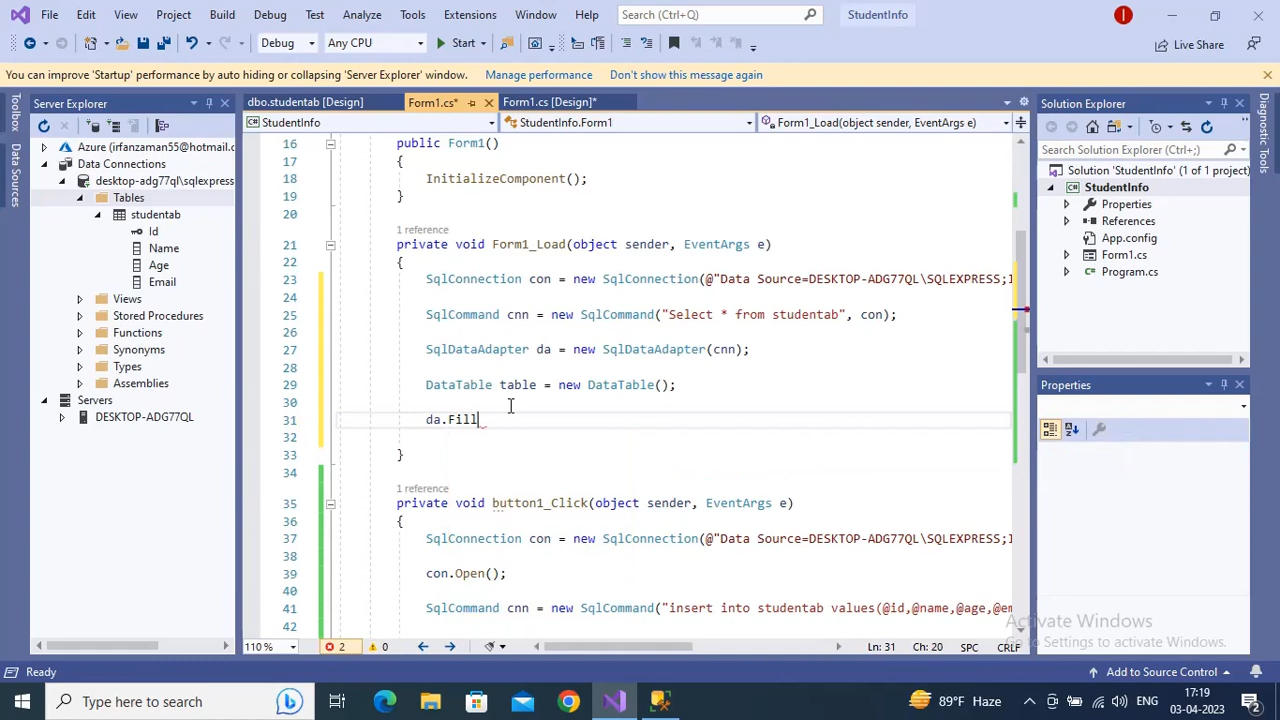 File Edit View Project Build Debug Test Analyze Tools Extensions Window Help Search (Ctrl+Q) StudentInfo
Debug Any CPU Start Live Share
You can improve 'Startup' performance by auto hiding or collapsing 'Server Explorer' window. Manage performance Don't show this message again
Toolbox
Data Sources
Server Explorer
Azure (irfanzaman55@hotmail.c
Data Connections
desktop-adg77ql\sqlexpress
Tables
studentab
Id
Name
Age
Email
Views
Stored Procedures
Functions
Synonyms
Types
Assemblies
Servers
DESKTOP-ADG77QL
dbo.studentab [Design] Form1.cs* Form1.cs [Design]*
StudentInfo StudentInfo.Form1 Form1_Load(object sender, EventArgs e)
16 public Form1()
17 {
18 InitializeComponent();
19 }
20
1 reference
21 private void Form1_Load(object sender, EventArgs e)
22 {
23 SqlConnection con = new SqlConnection(@"Data Source=DESKTOP-ADG77QL\SQLEXPRESS;I
24
25 SqlCommand cnn = new SqlCommand("Select * from studentab", con);
26
27 SqlDataAdapter da = new SqlDataAdapter(cnn);
28
29 DataTable table = new DataTable();
30
31 da.Fill
32
33 }
34
1 reference
35 private void button1_Click(object sender, EventArgs e)
36 {
37 SqlConnection con = new SqlConnection(@"Data Source=DESKTOP-ADG77QL\SQLEXPRESS;I
38
39 con.Open();
40
41 SqlCommand cnn = new SqlCommand("insert into studentab values(@id,@name,@age,@em
42
110 % 2 0 Ln: 31 Ch: 20 SPC CRLF
Solution Explorer
Search Solution Explorer (Ctrl+;)
Solution 'StudentInfo' (1 of 1 project)
StudentInfo
Properties
References
App.config
Form1.cs
Program.cs
Properties
Diagnostic Tools
Activate Windows
Go to Settings to activate Windows.
Ready Add to Source Control 2
Type here to search 89°F Haze ENG 17:19
03-04-2023 2